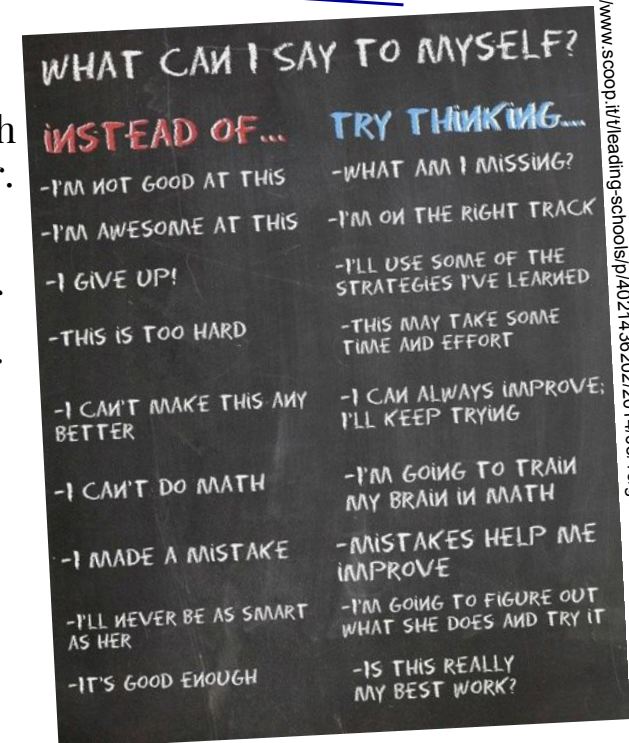 WHAT CAN I SAY TO MYSELF?
INSTEAD OF...
-I'M NOT GOOD AT THIS
-I'M AWESOME AT THIS
-I GIVE UP!
-THIS IS TOO HARD
-I CAN'T MAKE THIS ANY
BETTER
-I CAN'T DO MATH
-I MADE A MISTAKE
-I'LL NEVER BE AS SMART
AS HER
-IT'S GOOD ENOUGH
TRY THINKING....
-WHAT AM I MISSING?
-I'M ON THE RIGHT TRACK
-I'LL USE SOME OF THE
STRATEGIES I'VE LEARNED
-THIS MAY TAKE SOME
TIME AND EFFORT
-I CAN ALWAYS IMPROVE;
I'LL KEEP TRYING
-I'M GOING TO TRAIN
MY BRAIN IN MATH
-MISTAKES HELP ME
IMPROVE
-I'M GOING TO FIGURE OUT
WHAT SHE DOES AND TRY IT
-IS THIS REALLY
MY BEST WORK?
/www.scoop.it/t/leading-schools/p/4021436202/2014/